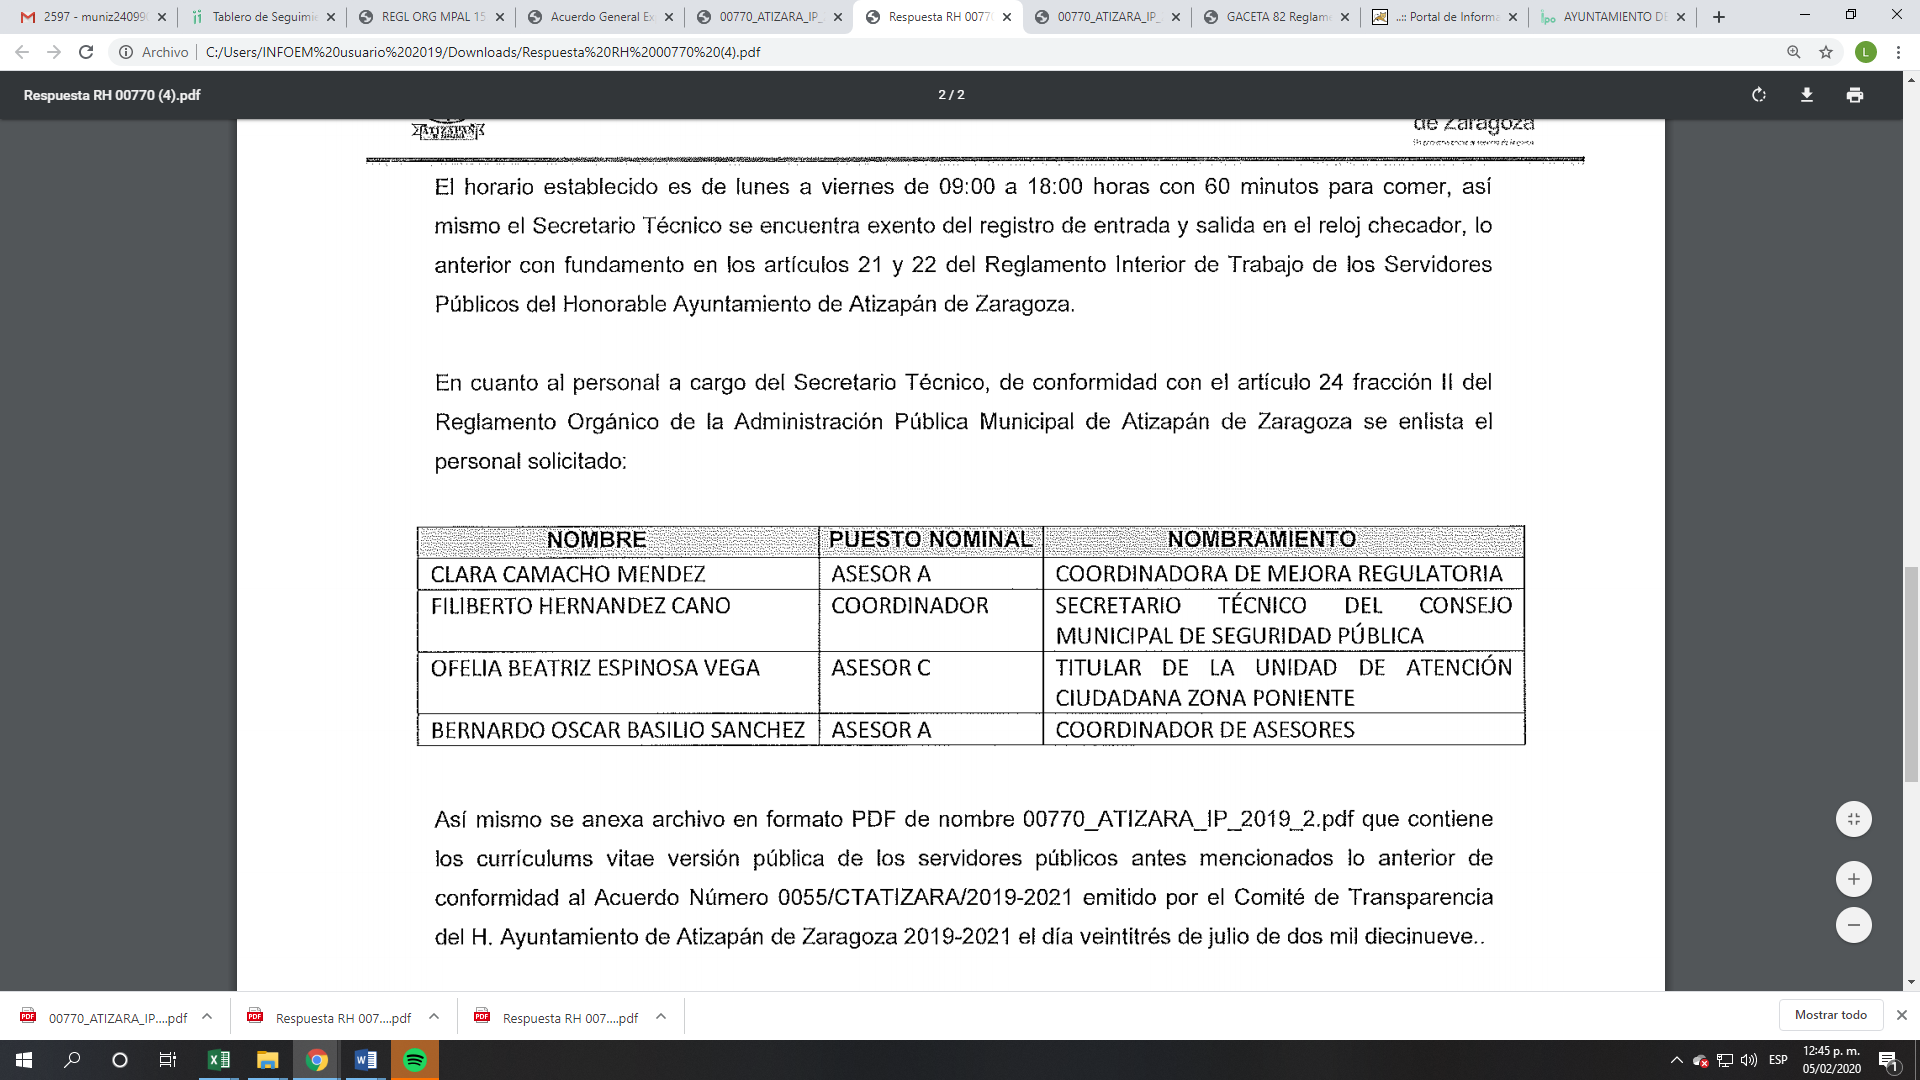 2597 - muniz24099
Tablero de Seguimie
REGL ORG MPAL 15
Acuerdo General Ex
00770_ATIZARA_IP_
Respuesta RH 00770
00770_ATIZARA_IP_
GACETA 82 Reglam
..:: Portal de Informa
AYUNTAMIENTO DE
Archivo
C:/Users/INFOEM%20usuario%202019/Downloads/Respuesta%20RH%2000770%20(4).pdf
L
Respuesta RH 00770 (4).pdf
2 / 2
ATIZAPÁN
de Zaragoza
El horario establecido es de lunes a viernes de 09:00 a 18:00 horas con 60 minutos para comer, así
mismo el Secretario Técnico se encuentra exento del registro de entrada y salida en el reloj checador, lo
anterior con fundamento en los artículos 21 y 22 del Reglamento Interior de Trabajo de los Servidores
Públicos del Honorable Ayuntamiento de Atizapán de Zaragoza.
En cuanto al personal a cargo del Secretario Técnico, de conformidad con el artículo 24 fracción II del
Reglamento Orgánico de la Administración Pública Municipal de Atizapán de Zaragoza se enlista el
personal solicitado:
NOMBRE PUESTO NOMINAL NOMBRAMIENTO
CLARA CAMACHO MENDEZ ASESOR A COORDINADORA DE MEJORA REGULATORIA
FILIBERTO HERNANDEZ CANO COORDINADOR SECRETARIO TÉCNICO DEL CONSEJO
MUNICIPAL DE SEGURIDAD PÚBLICA
OFELIA BEATRIZ ESPINOSA VEGA ASESOR C TITULAR DE LA UNIDAD DE ATENCIÓN
CIUDADANA ZONA PONIENTE
BERNARDO OSCAR BASILIO SANCHEZ ASESOR A COORDINADOR DE ASESORES
Así mismo se anexa archivo en formato PDF de nombre 00770_ATIZARA_IP_2019_2.pdf que contiene
los currículums vitae versión pública de los servidores públicos antes mencionados lo anterior de
conformidad al Acuerdo Número 0055/CTATIZARA/2019-2021 emitido por el Comité de Transparencia
del H. Ayuntamiento de Atizapán de Zaragoza 2019-2021 el día veintitrés de julio de dos mil diecinueve..
00770_ATIZARA_IP....pdf
Respuesta RH 007....pdf
Respuesta RH 007....pdf
Mostrar todo
ESP
12:45 p. m.
05/02/2020
1